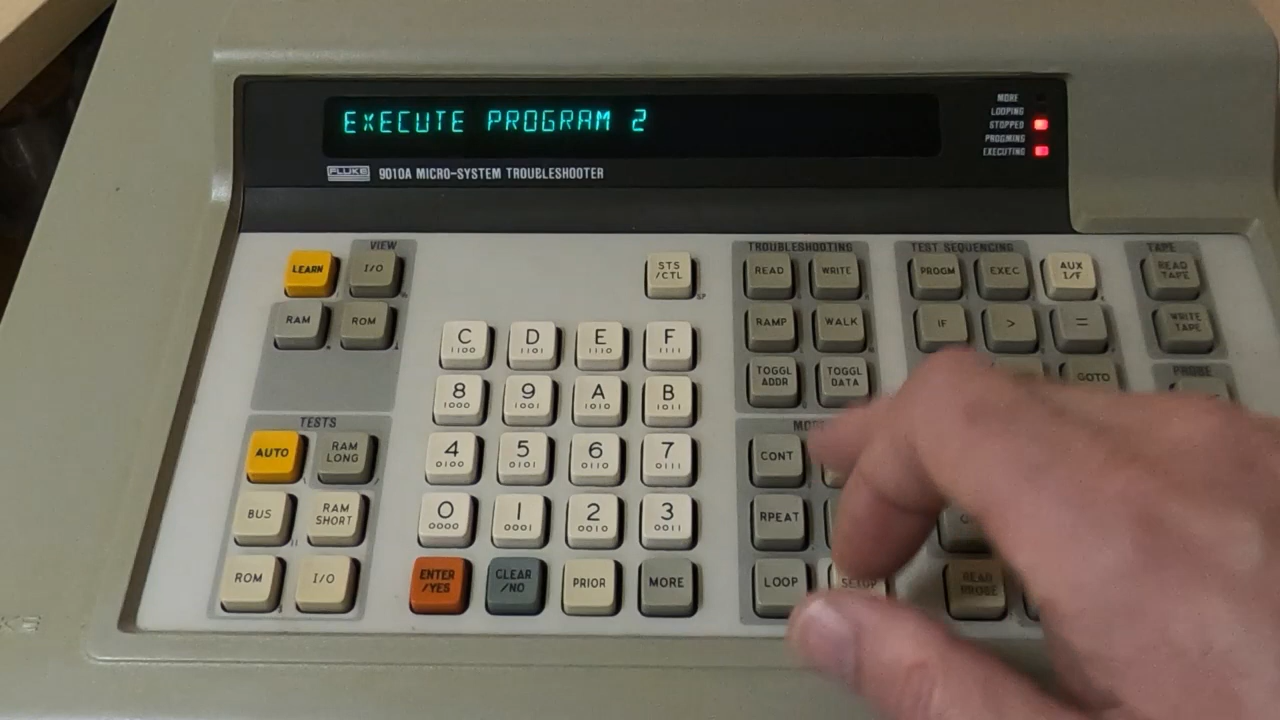 EXECUTE PROGRAM 2
MORE
LOOPING
STOPPED
PROGMING
EXECUTING
FLUKE 9010A MICRO-SYSTEM TROUBLESHOOTER
VIEW
LEARN
I/O
RAM
ROM
STS
/CTL
TROUBLESHOOTING
READ
WRITE
RAMP
WALK
TOGGL
ADDR
TOGGL
DATA
TEST SEQUENCING
PROGM
EXEC
AUX
I/F
IF
>
=
GOTO
TAPE
READ
TAPE
WRITE
TAPE
PROBE
C
1100
D
1101
E
1110
F
1111
8
1000
9
1001
A
1010
B
1011
4
0100
5
0101
6
0110
7
0111
0
0000
1
0001
2
0010
3
0011
ENTER
/YES
CLEAR
/NO
PRIOR
MORE
TESTS
AUTO
RAM
LONG
BUS
RAM
SHORT
ROM
I/O
CONT
RPEAT
LOOP
SETUP
READ
PROBE